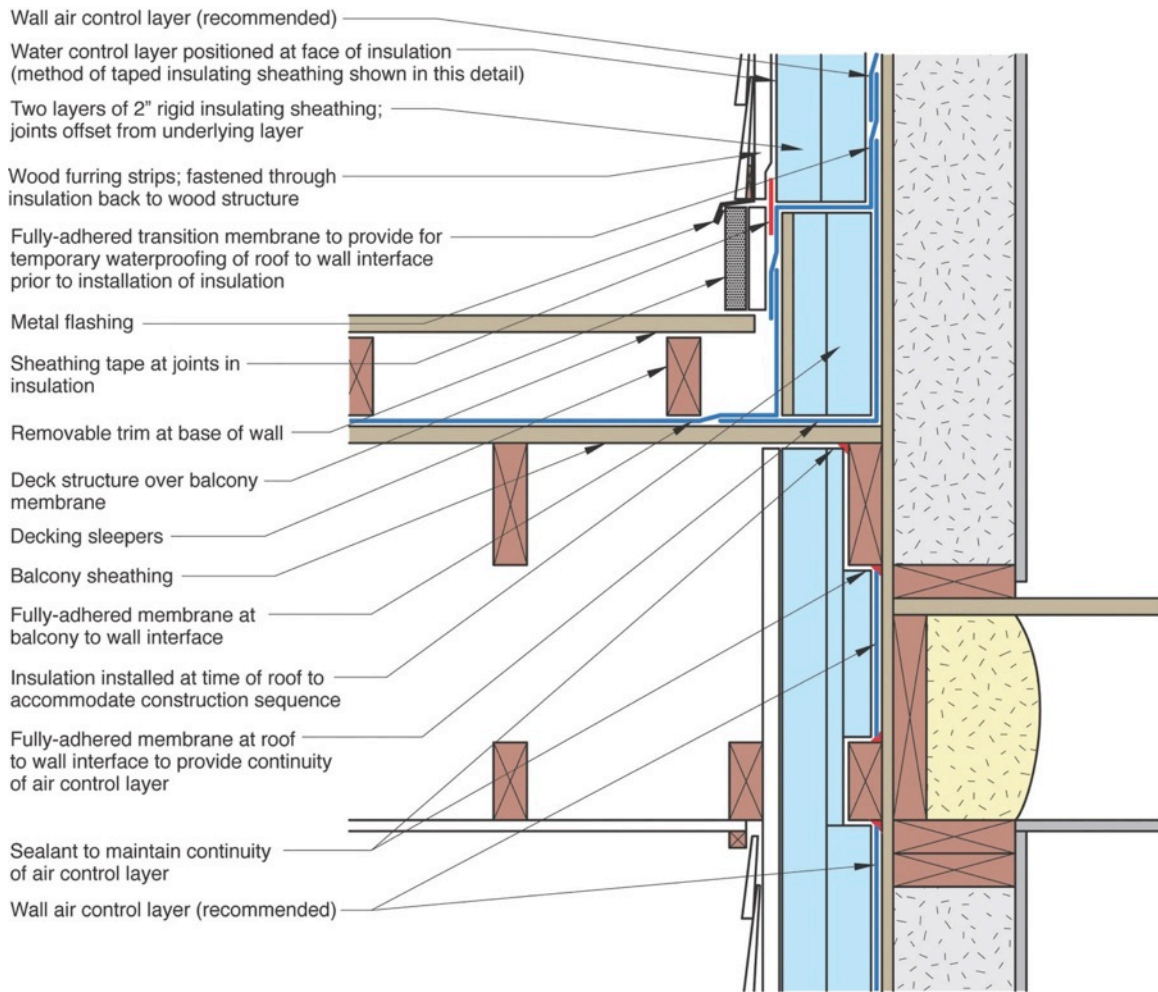 Wall air control layer (recommended)
Water control layer positioned at face of insulation
(method of taped insulating sheathing shown in this detail)
Two layers of 2" rigid insulating sheathing;
joints offset from underlying layer
Wood furring strips; fastened through
insulation back to wood structure
Fully-adhered transition membrane to provide for
temporary waterproofing of roof to wall interface
prior to installation of insulation
Metal flashing
Sheathing tape at joints in
insulation
Removable trim at base of wall
Deck structure over balcony
membrane
Decking sleepers
Balcony sheathing
Fully-adhered membrane at
balcony to wall interface
Insulation installed at time of roof to
accommodate construction sequence
Fully-adhered membrane at roof
to wall interface to provide continuity
of air control layer
Sealant to maintain continuity
of air control layer
Wall air control layer (recommended)